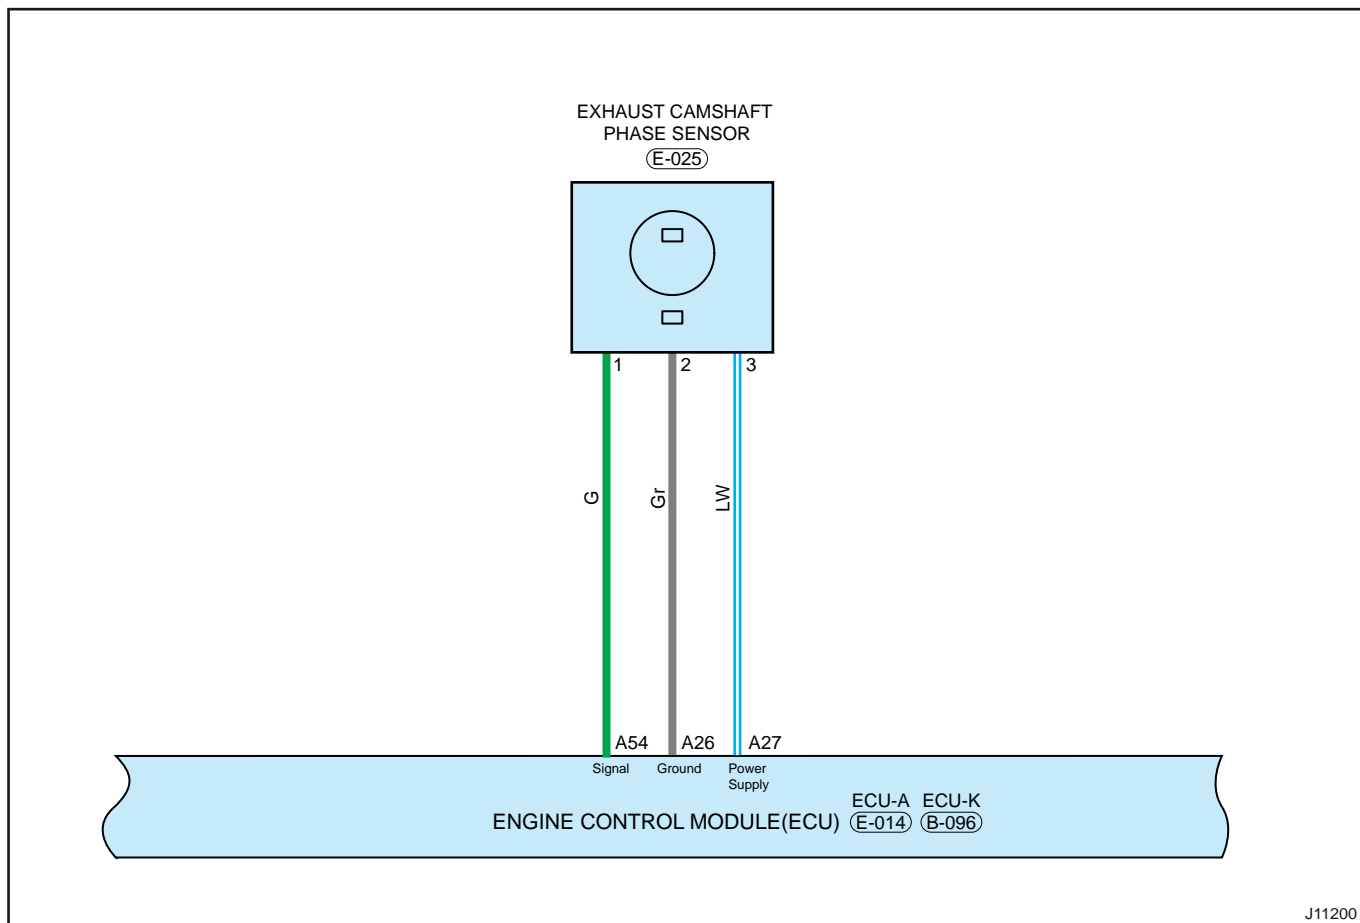 EXHAUST CAMSHAFT
PHASE SENSOR
E-025
1 2 3
G Gr LW
A54 A26 A27
Signal Ground Power
Supply
ECU-A ECU-K
ENGINE CONTROL MODULE(ECU) E-014 B-096
J11200